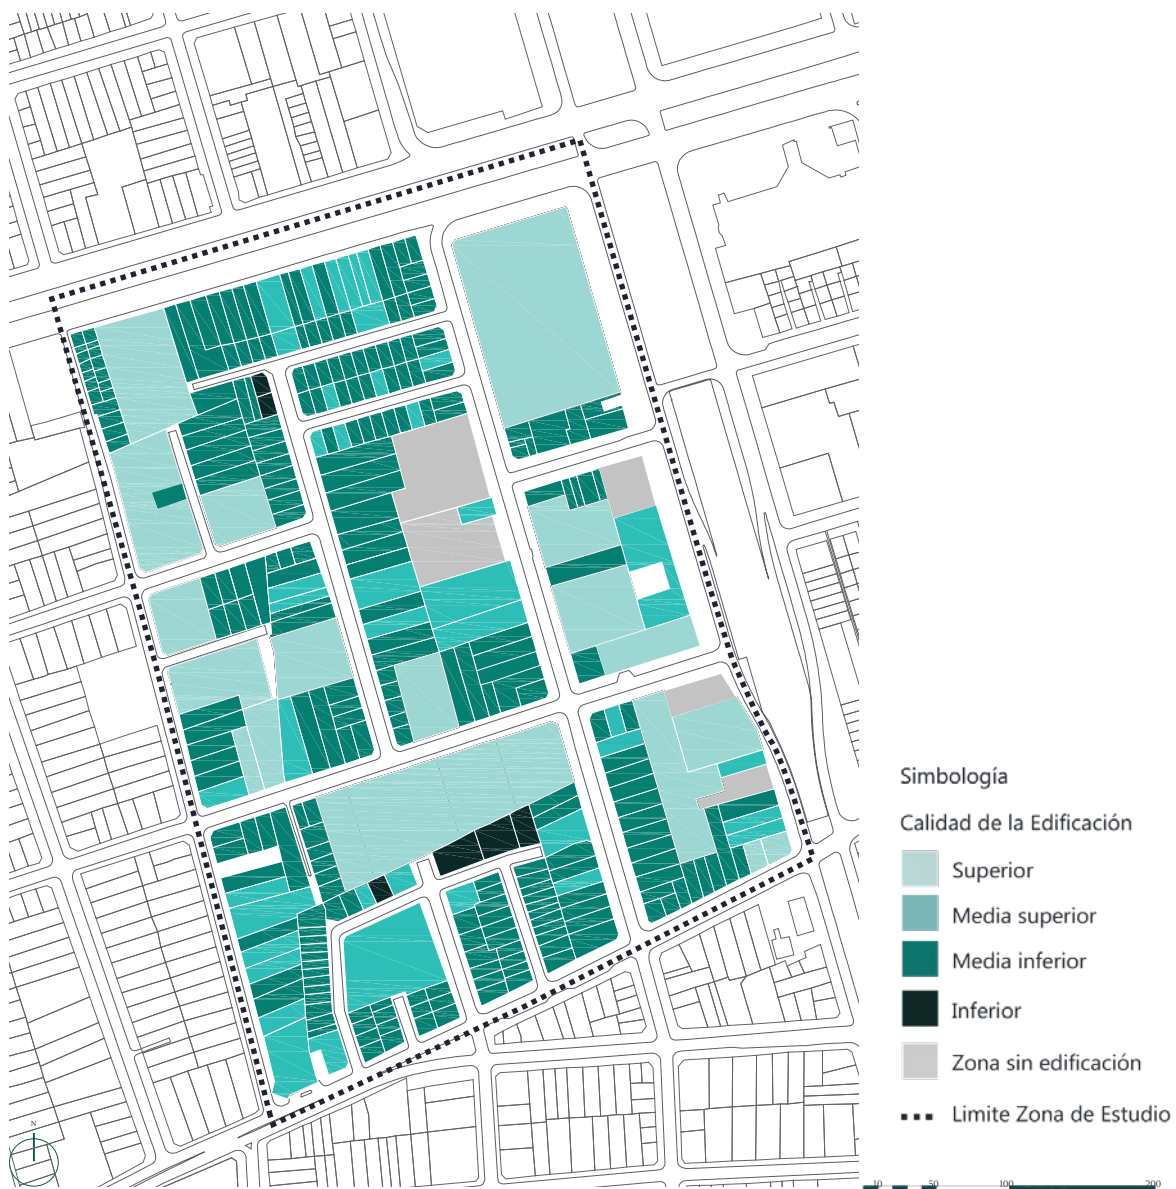 Simbología
Calidad de la Edificación
Superior
Media superior
Media inferior
Inferior
Zona sin edificación
Limite Zona de Estudio
N
10 50 100 200